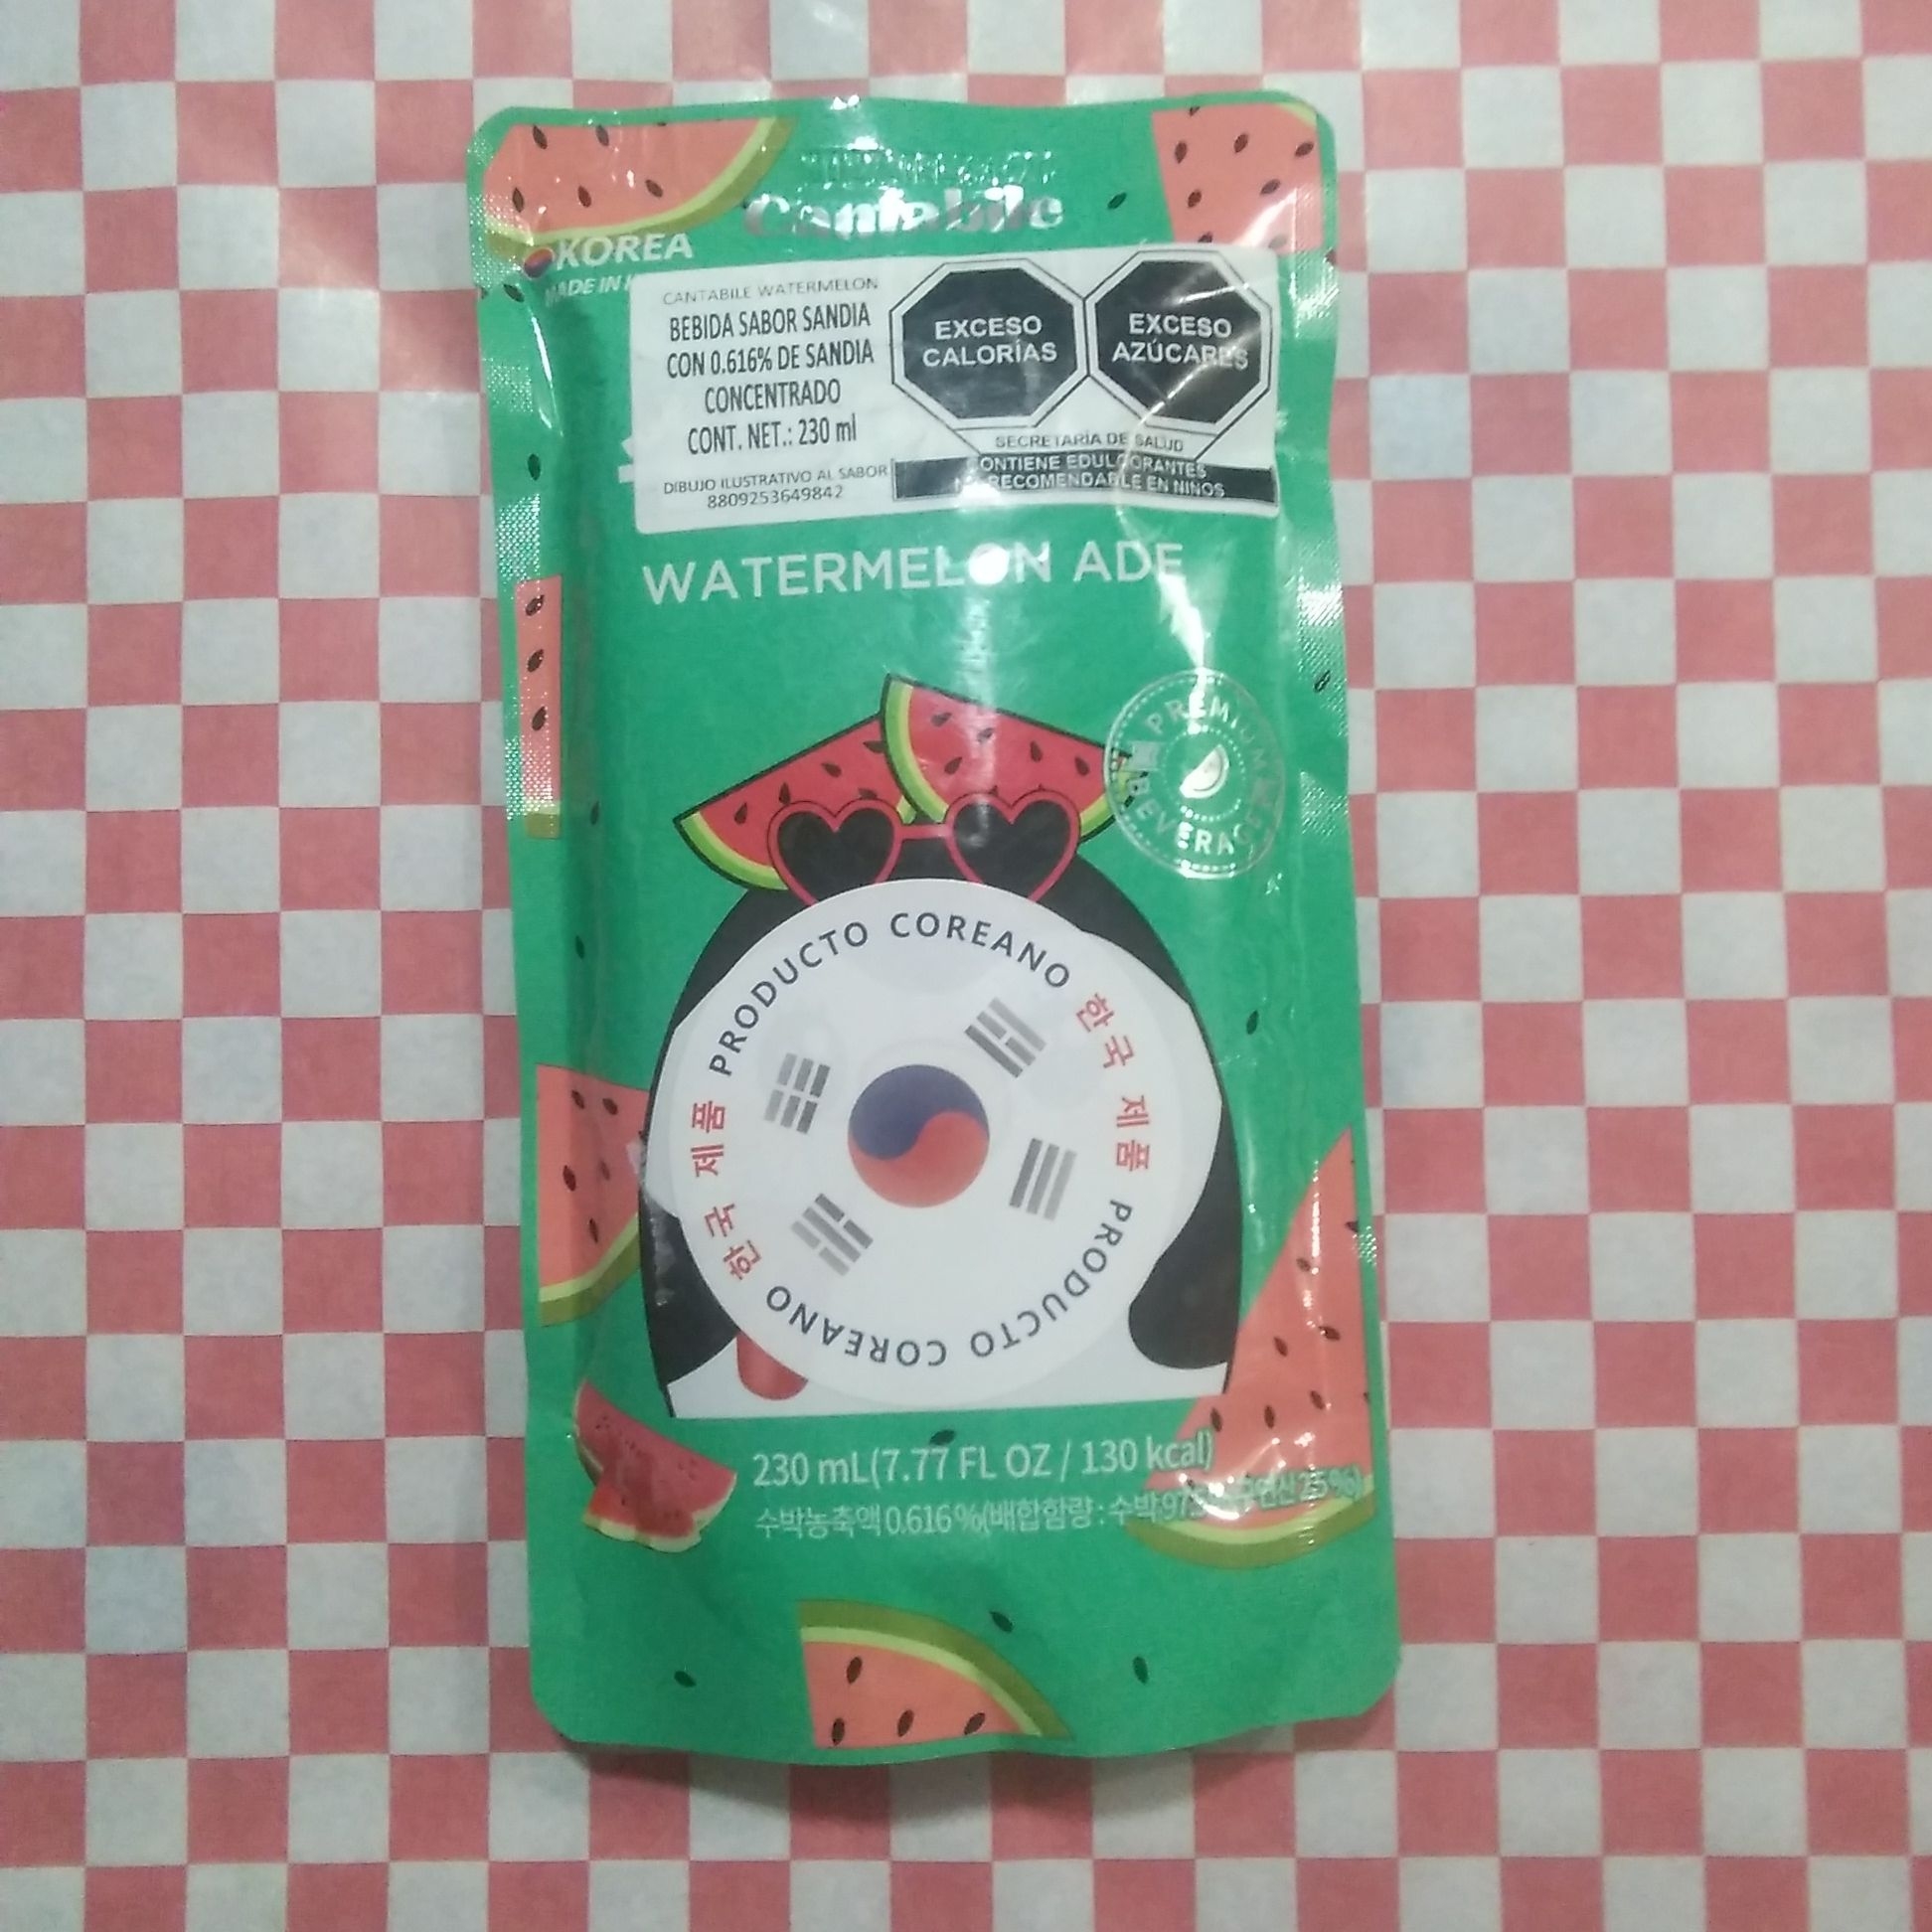 Cantabile
KOREA
MADE IN
CANTABILE WATERMELON
BEBIDA SABOR SANDIA
CON 0.616% DE SANDIA
CONCENTRADO
CONT. NET.: 230 ml
DIBUJO ILUSTRATIVO AL SABOR
8809253649842
EXCESO
CALORÍAS
EXCESO
AZÚCARES
SECRETARÍA DE SALUD
CONTIENE EDULCORANTES
NO RECOMENDABLE EN NIÑOS
WATERMELON ADE
PREMIUM
BEVERAGE
PRODUCTO COREANO 한국 제품 PRODUCTO COREANO 한국 제품
230 mL(7.77 FL OZ / 130 kcal)
수박농축액 0.616%(배합함량 : 수박